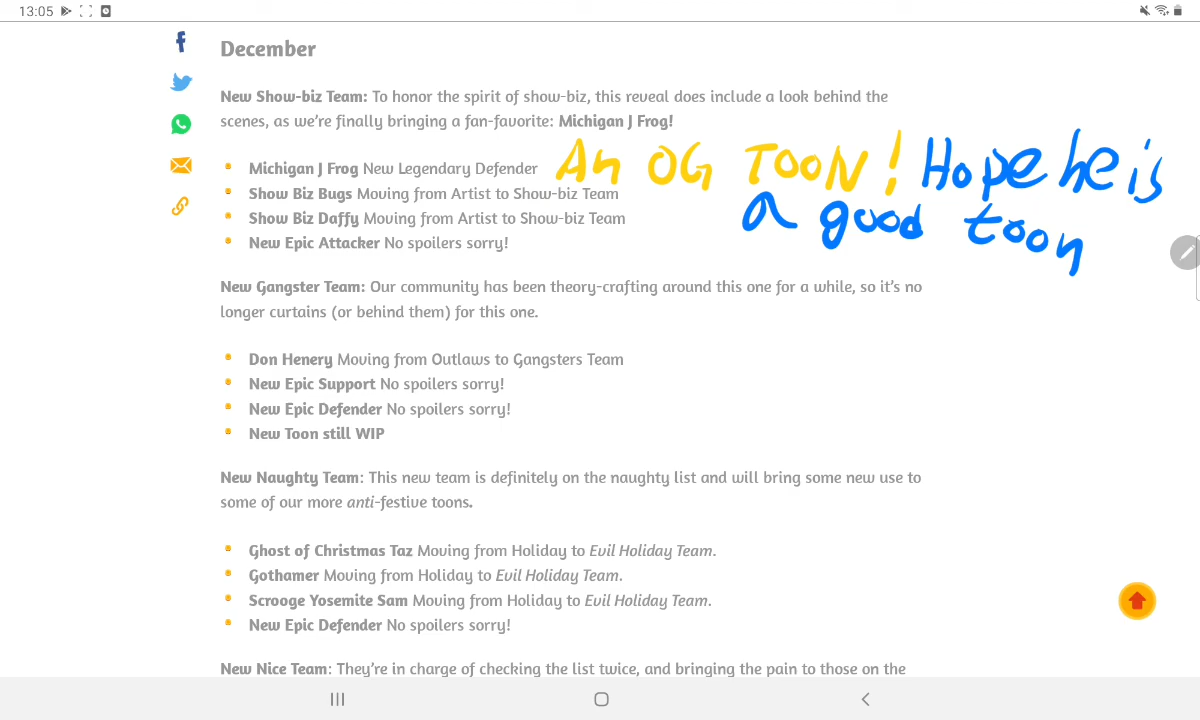 13:05
December
New Show-biz Team: To honor the spirit of show-biz, this reveal does include a look behind the
scenes, as we're finally bringing a fan-favorite: Michigan J Frog!
Michigan J Frog New Legendary Defender
An OG TOON! Hope he is
a good toon
Show Biz Bugs Moving from Artist to Show-biz Team
Show Biz Daffy Moving from Artist to Show-biz Team
New Epic Attacker No spoilers sorry!
New Gangster Team: Our community has been theory-crafting around this one for a while, so it's no
longer curtains (or behind them) for this one.
Don Henery Moving from Outlaws to Gangsters Team
New Epic Support No spoilers sorry!
New Epic Defender No spoilers sorry!
New Toon still WIP
New Naughty Team: This new team is definitely on the naughty list and will bring some new use to
some of our more anti-festive toons.
Ghost of Christmas Taz Moving from Holiday to Evil Holiday Team.
Gothamer Moving from Holiday to Evil Holiday Team.
Scrooge Yosemite Sam Moving from Holiday to Evil Holiday Team.
New Epic Defender No spoilers sorry!
New Nice Team: They're in charge of checking the list twice, and bringing the pain to those on the